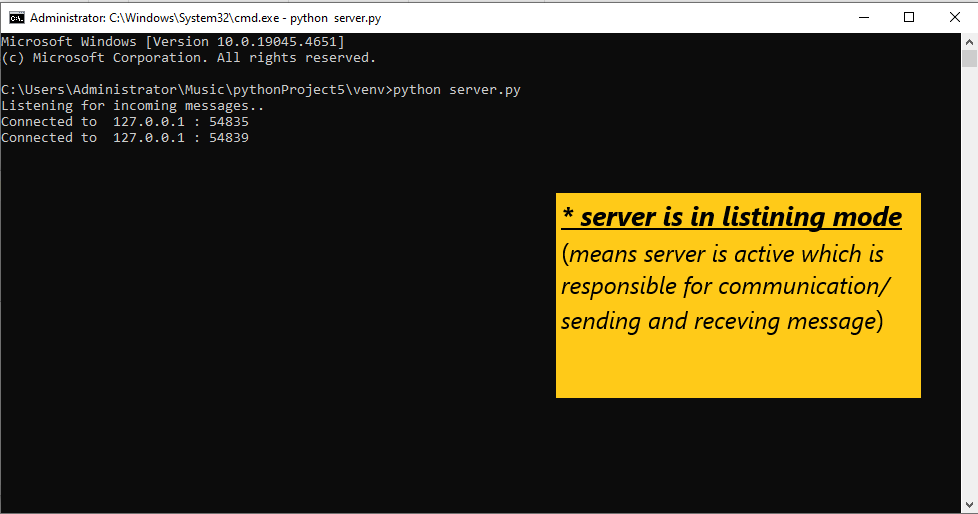 Administrator: C:\Windows\System32\cmd.exe - python  server.py
Microsoft Windows [Version 10.0.19045.4651]
(c) Microsoft Corporation. All rights reserved.
C:\Users\Administrator\Music\pythonProject5\venv>python server.py
Listening for incoming messages..
Connected to  127.0.0.1 : 54835
Connected to  127.0.0.1 : 54839
* server is in listining mode
(means server is active which is
responsible for communication/
sending and receving message)